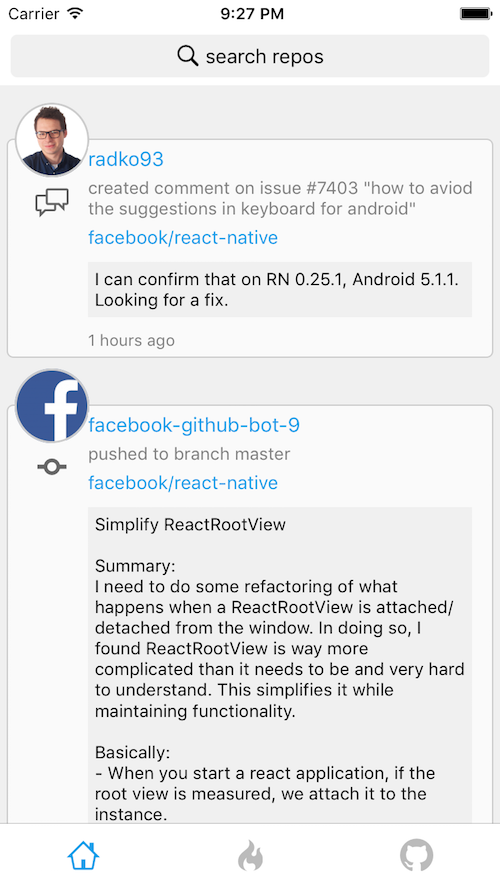 Carrier 9:27 PM
search repos
radko93
created comment on issue #7403 "how to aviod
the suggestions in keyboard for android"
facebook/react-native
I can confirm that on RN 0.25.1, Android 5.1.1.
Looking for a fix.
1 hours ago
facebook-github-bot-9
pushed to branch master
facebook/react-native
Simplify ReactRootView
Summary:
I need to do some refactoring of what
happens when a ReactRootView is attached/
detached from the window. In doing so, I
found ReactRootView is way more
complicated than it needs to be and very hard
to understand. This simplifies it while
maintaining functionality.
Basically:
- When you start a react application, if the
root view is measured, we attach it to the
instance.